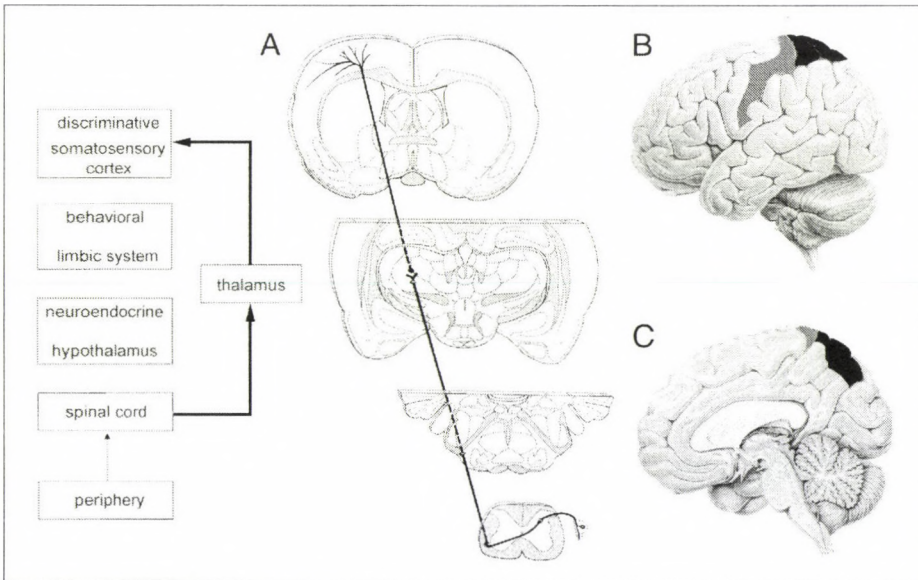 A
B
discriminative
somatosensory
cortex
behavioral
limbic system
thalamus
neuroendocrine
hypothalamus
C
spinal cord
periphery